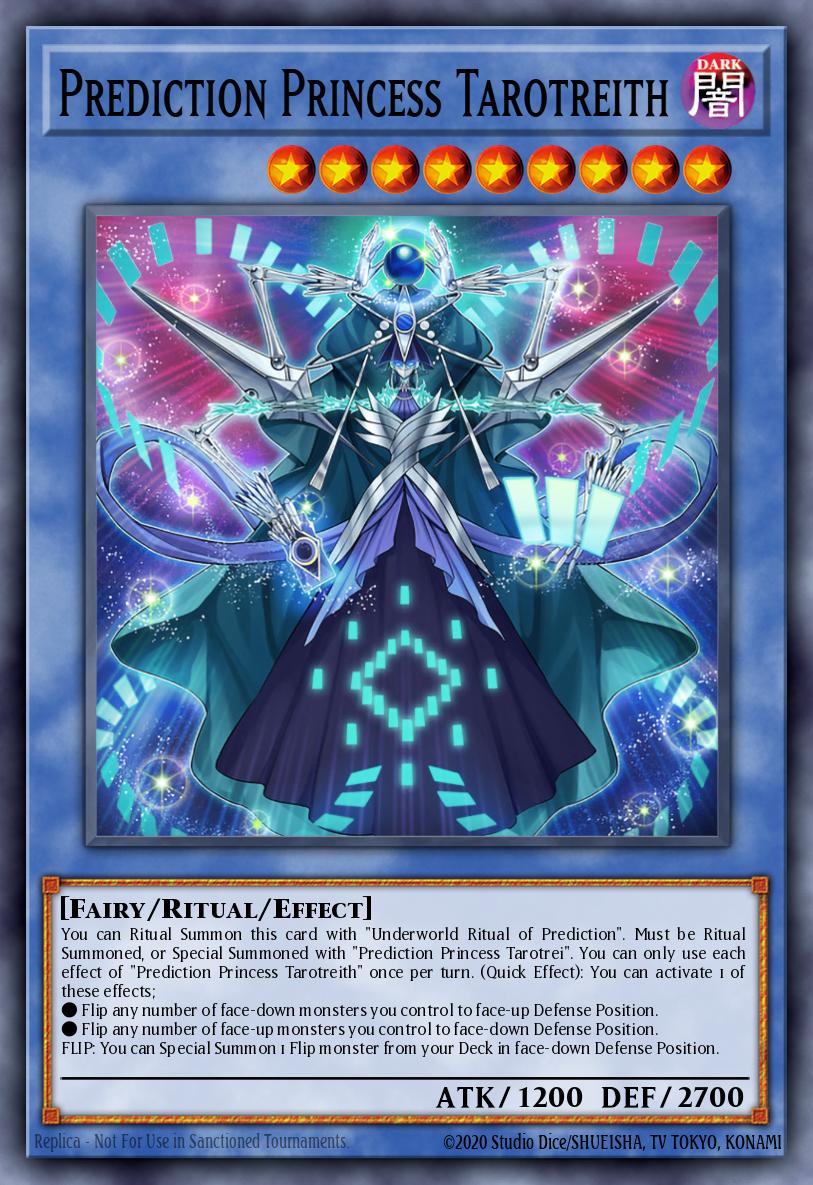 Prediction Princess Tarotreith
DARK
闇
[Fairy/Ritual/Effect]
You can Ritual Summon this card with "Underworld Ritual of Prediction". Must be Ritual
Summoned, or Special Summoned with "Prediction Princess Tarotrei". You can only use each
effect of "Prediction Princess Tarotreith" once per turn. (Quick Effect): You can activate 1 of
these effects;
● Flip any number of face-down monsters you control to face-up Defense Position.
● Flip any number of face-up monsters you control to face-down Defense Position.
FLIP: You can Special Summon 1 Flip monster from your Deck in face-down Defense Position.
ATK/1200 DEF/2700
Replica - Not For Use in Sanctioned Tournaments.
©2020 Studio Dice/SHUEISHA, TV TOKYO, KONAMI